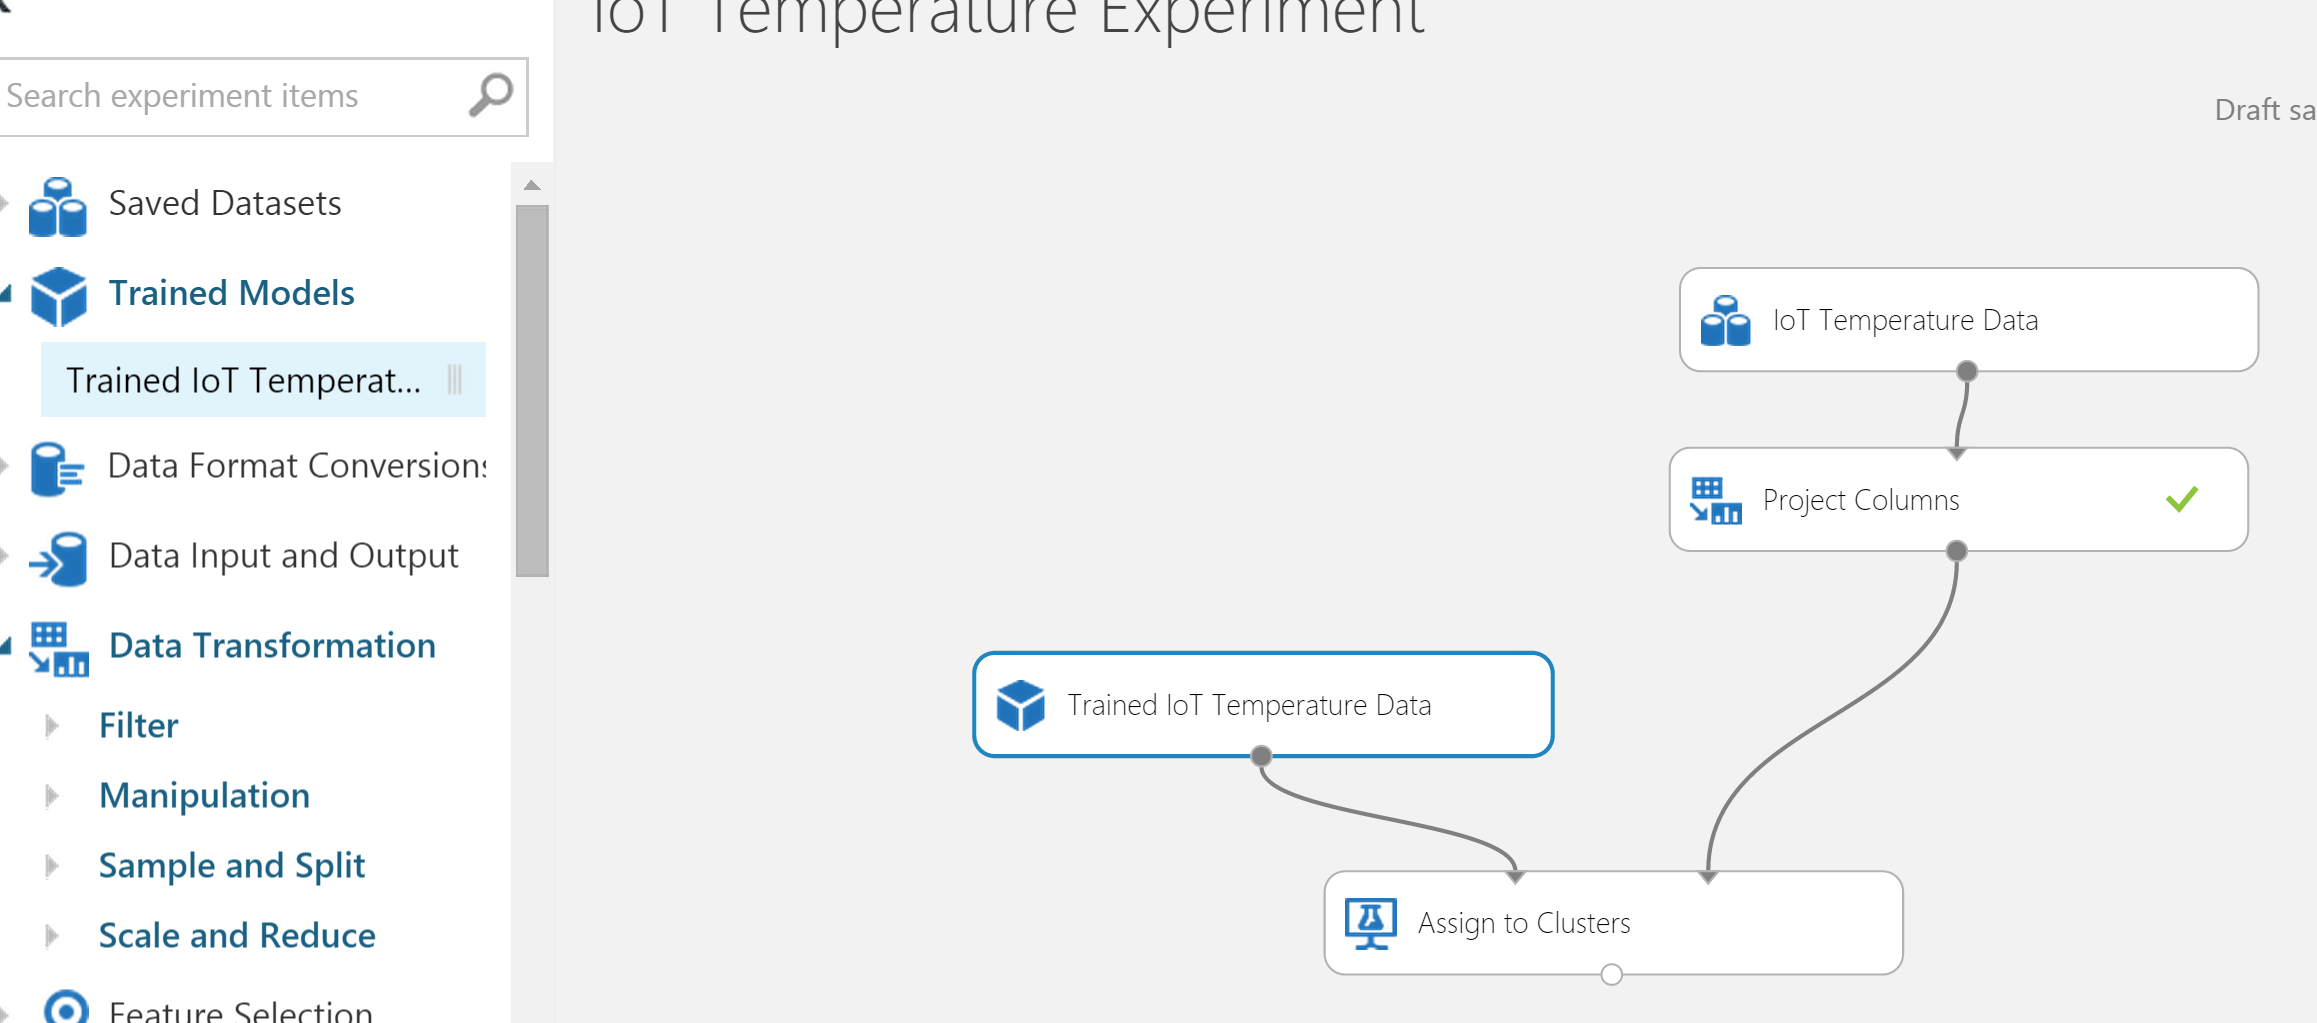 IoT Temperature Experiment
Search experiment items
Draft sa
Saved Datasets
Trained Models
Trained IoT Temperat...
Data Format Conversions
Data Input and Output
Data Transformation
Filter
Manipulation
Sample and Split
Scale and Reduce
Feature Selection
IoT Temperature Data
Project Columns
Trained IoT Temperature Data
Assign to Clusters